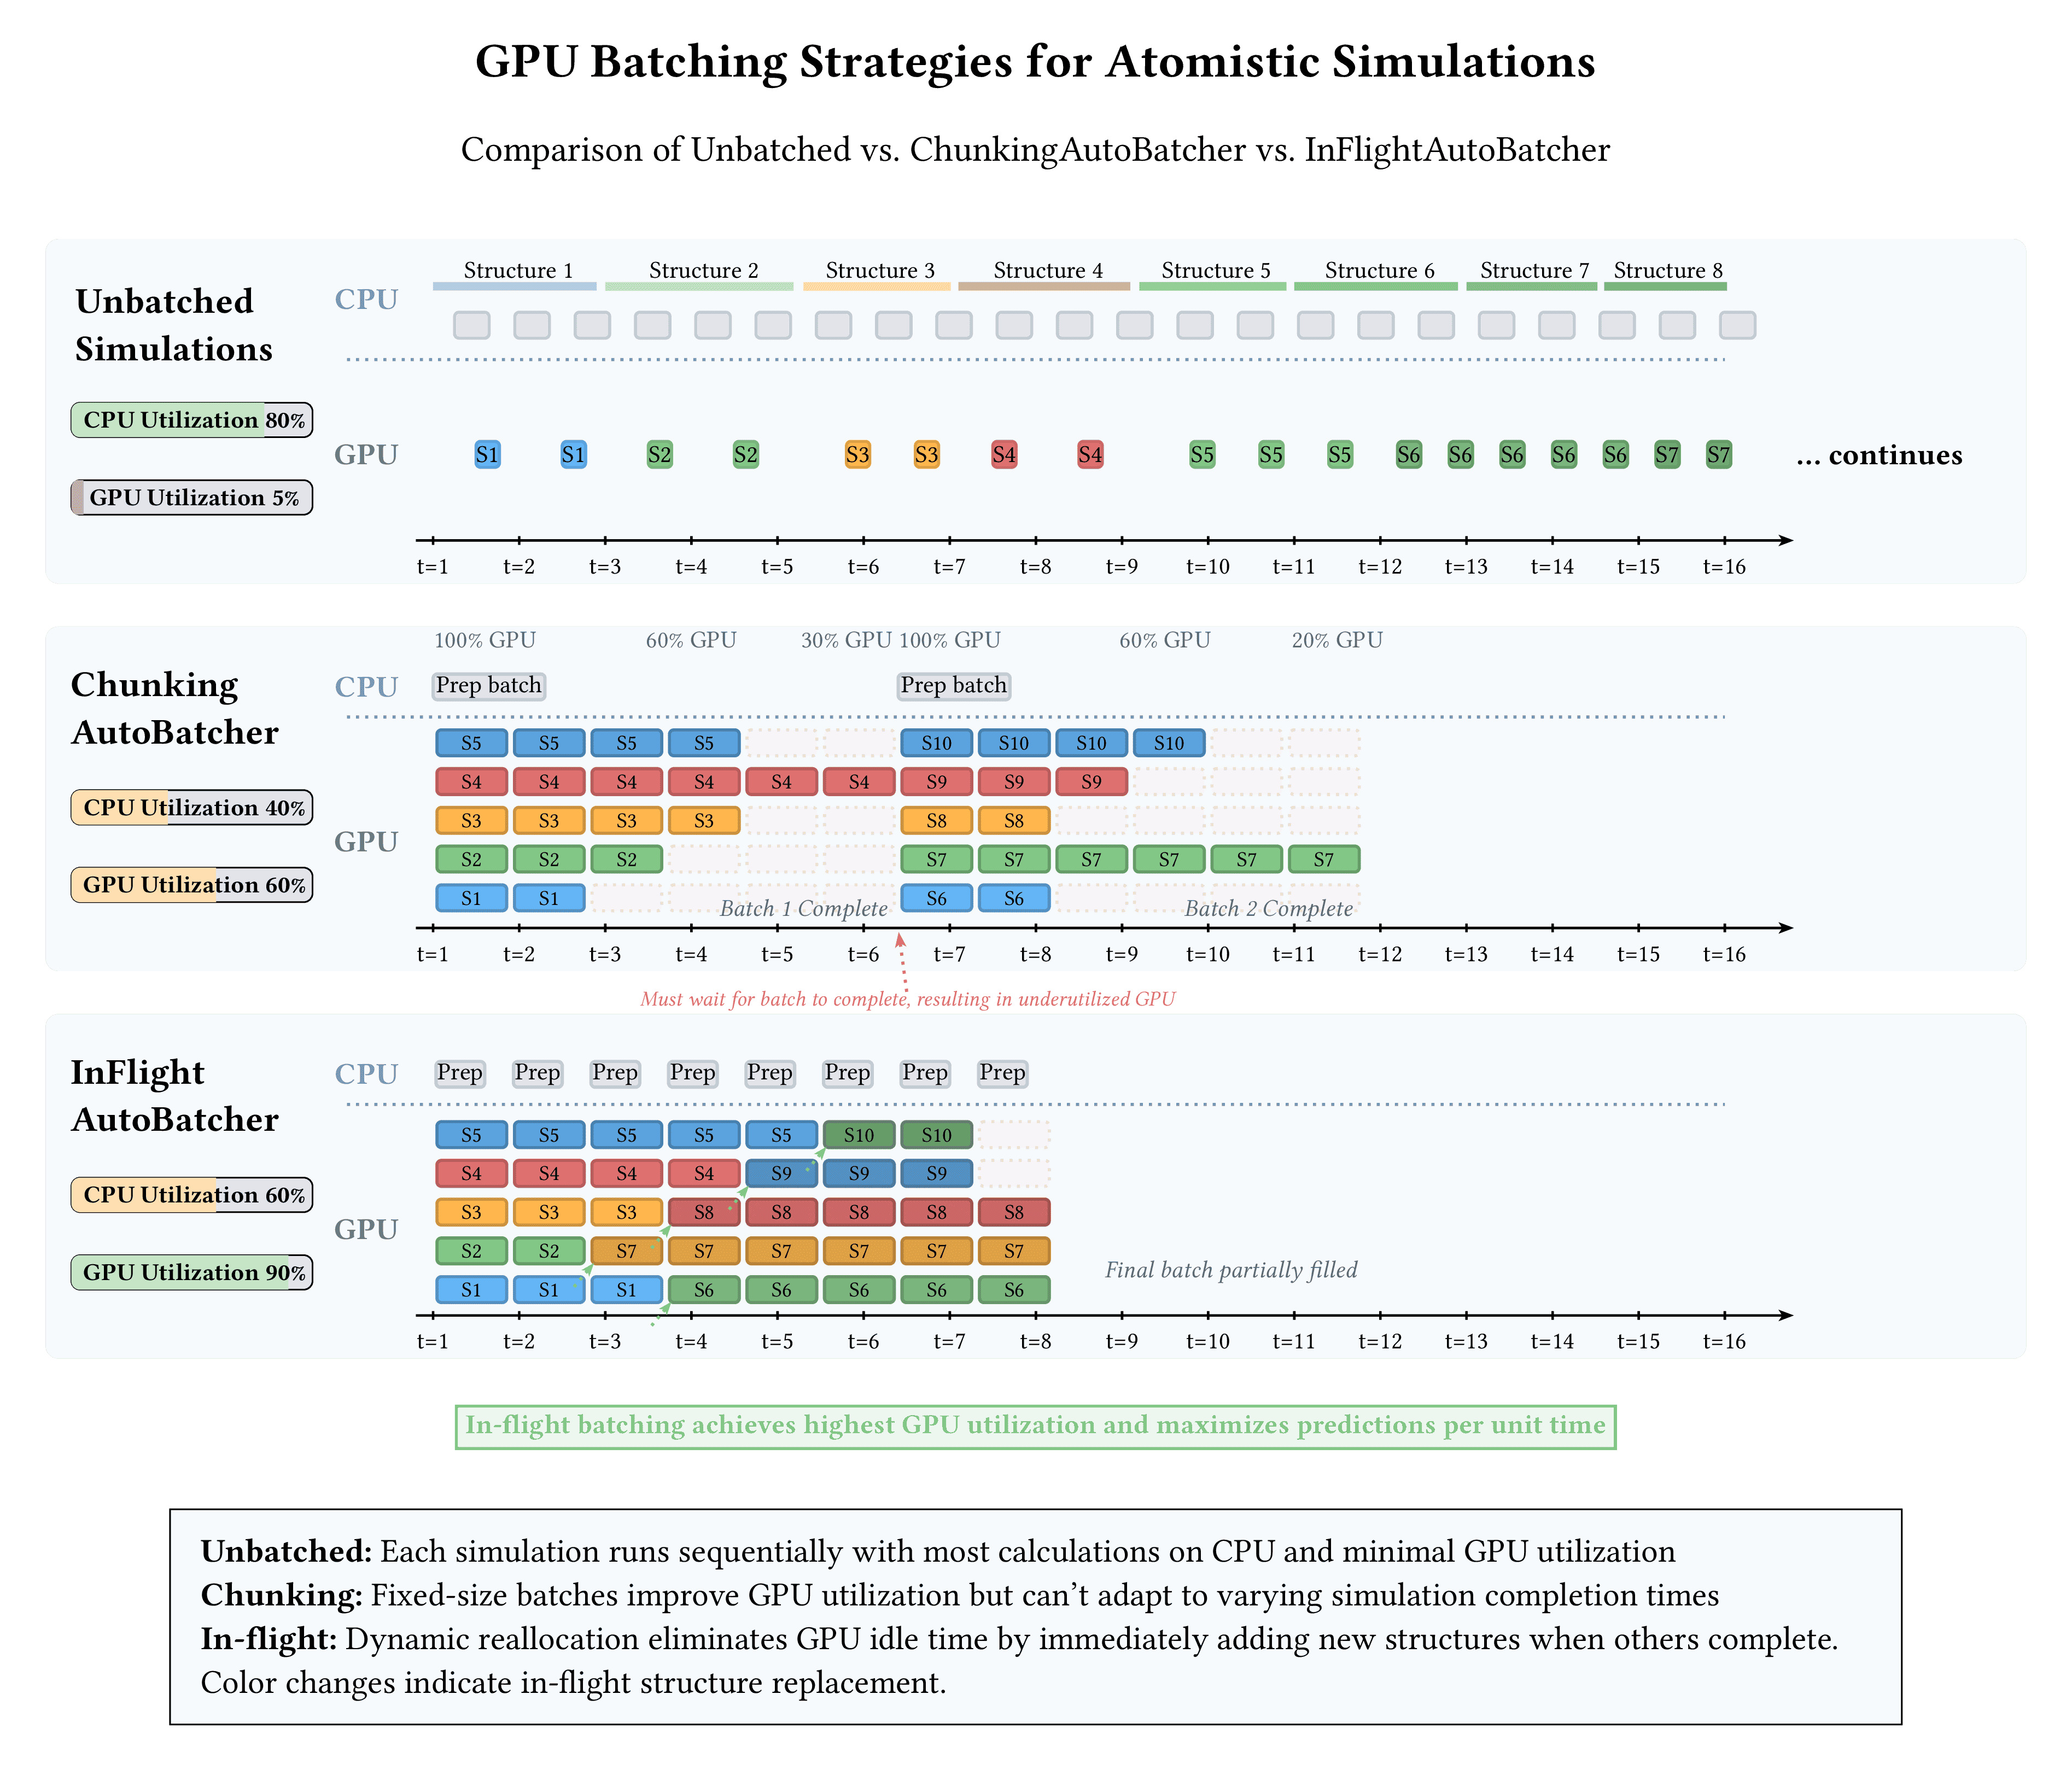 GPU Batching Strategies for Atomistic Simulations
Comparison of Unbatched vs. ChunkingAutoBatcher vs. InFlightAutoBatcher
Unbatched
Simulations
CPU Utilization 80%
GPU Utilization 5%
CPU
Structure 1 Structure 2 Structure 3 Structure 4 Structure 5 Structure 6 Structure 7 Structure 8
GPU
S1 S1 S2 S2 S3 S3 S4 S4 S5 S5 S5 S6 S6 S6 S6 S6 S7 S7
... continues
t=1 t=2 t=3 t=4 t=5 t=6 t=7 t=8 t=9 t=10 t=11 t=12 t=13 t=14 t=15 t=16
Chunking
AutoBatcher
CPU Utilization 40%
GPU Utilization 60%
100% GPU 60% GPU 30% GPU 100% GPU 60% GPU 20% GPU
CPU
Prep batch Prep batch
GPU
S5 S5 S5 S5 S10 S10 S10 S10
S4 S4 S4 S4 S4 S4 S9 S9 S9
S3 S3 S3 S3 S8 S8
S2 S2 S2 S7 S7 S7 S7 S7 S7
S1 S1 S6 S6
Batch 1 Complete Batch 2 Complete
t=1 t=2 t=3 t=4 t=5 t=6 t=7 t=8 t=9 t=10 t=11 t=12 t=13 t=14 t=15 t=16
Must wait for batch to complete, resulting in underutilized GPU
InFlight
AutoBatcher
CPU Utilization 60%
GPU Utilization 90%
CPU
Prep Prep Prep Prep Prep Prep Prep Prep
GPU
S5 S5 S5 S5 S5 S10 S10
S4 S4 S4 S4 S9 S9 S9
S3 S3 S3 S8 S8 S8 S8 S8
S2 S2 S7 S7 S7 S7 S7 S7
S1 S1 S1 S6 S6 S6 S6 S6
Final batch partially filled
t=1 t=2 t=3 t=4 t=5 t=6 t=7 t=8 t=9 t=10 t=11 t=12 t=13 t=14 t=15 t=16
In-flight batching achieves highest GPU utilization and maximizes predictions per unit time
Unbatched: Each simulation runs sequentially with most calculations on CPU and minimal GPU utilization
Chunking: Fixed-size batches improve GPU utilization but can't adapt to varying simulation completion times
In-flight: Dynamic reallocation eliminates GPU idle time by immediately adding new structures when others complete.
Color changes indicate in-flight structure replacement.